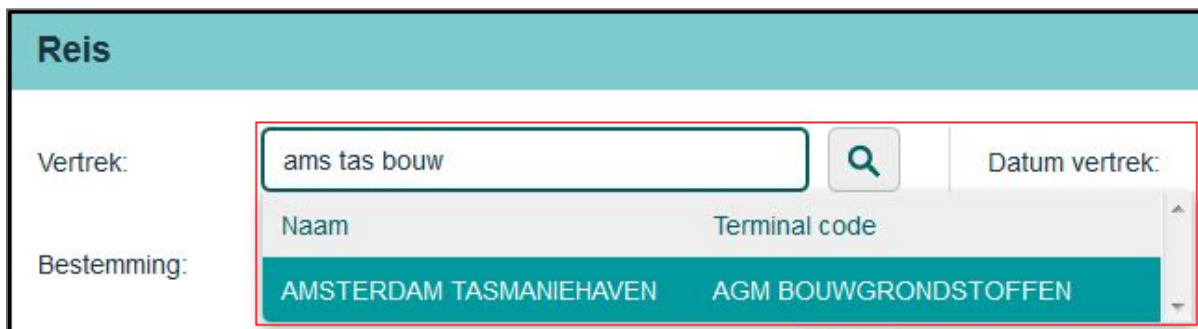 Reis
Vertrek: ams tas bouw Datum vertrek:
Naam Terminal code
Bestemming:
AMSTERDAM TASMANIEHAVEN AGM BOUWGRONDSTOFFEN